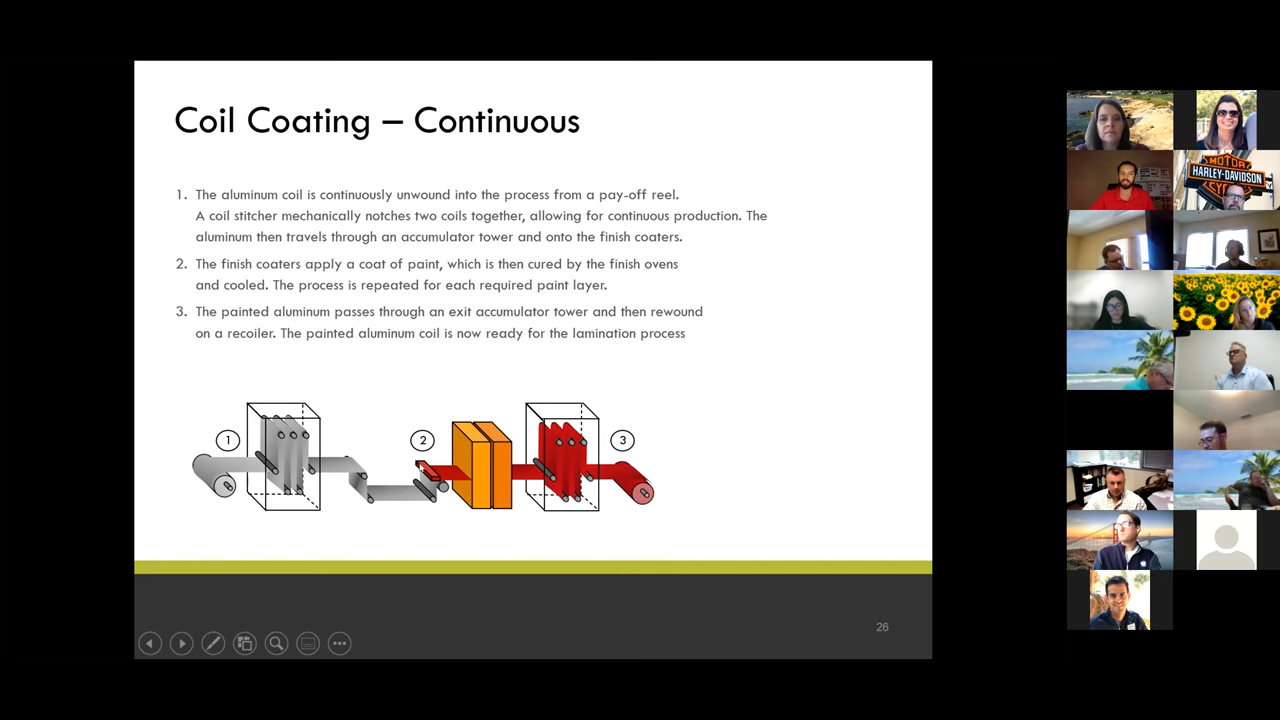 Coil Coating – Continuous
1. The aluminum coil is continuously unwound into the process from a pay-off reel.
A coil stitcher mechanically notches two coils together, allowing for continuous production. The
aluminum then travels through an accumulator tower and onto the finish coaters.
2. The finish coaters apply a coat of paint, which is then cured by the finish ovens
and cooled. The process is repeated for each required paint layer.
3. The painted aluminum passes through an exit accumulator tower and then rewound
on a recoiler. The painted aluminum coil is now ready for the lamination process
1
2
3
26
MOTOR
HARLEY-DAVIDSON
CYC